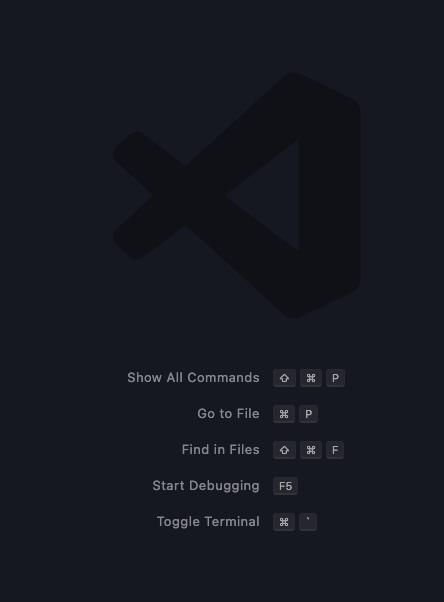 Show All Commands ⇧ ⌘ P
Go to File ⌘ P
Find in Files ⇧ ⌘ F
Start Debugging F5
Toggle Terminal ⌘ `